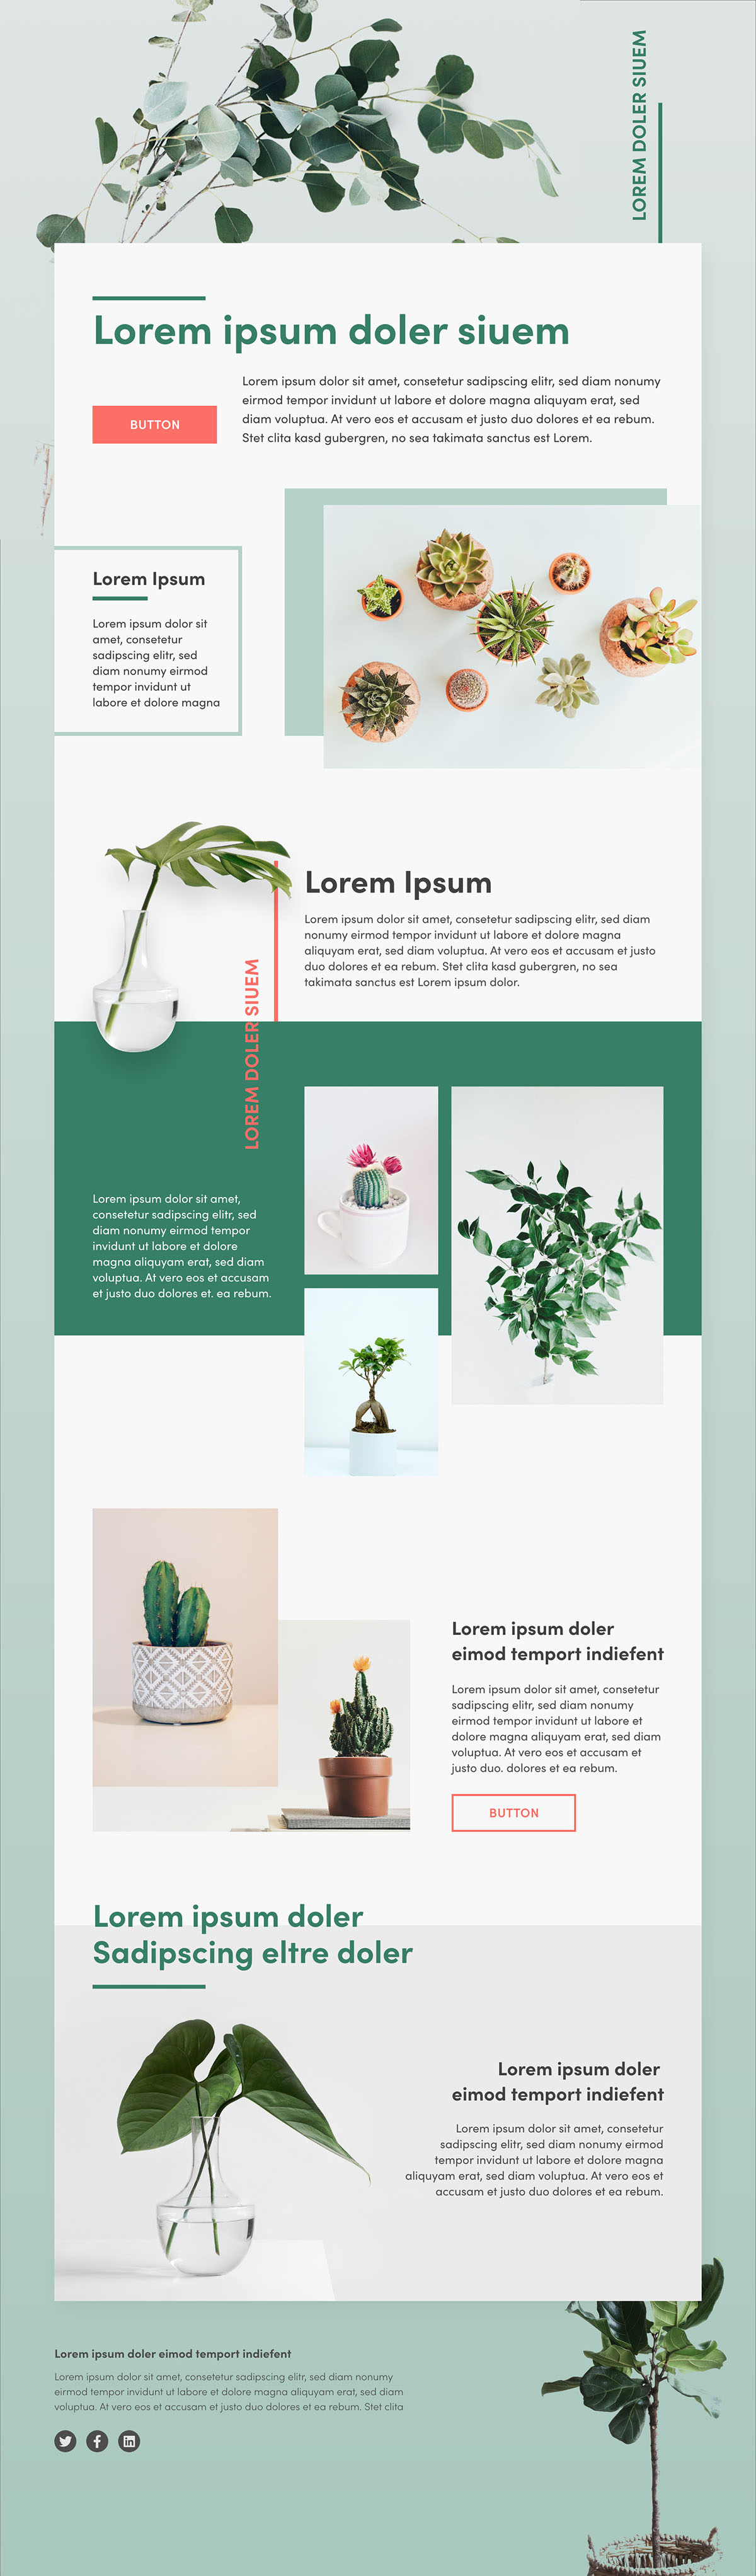 LOREM DOLER SIUEM
Lorem ipsum doler siuem
Lorem ipsum dolor sit amet, consetetur sadipscing elitr, sed diam nonumy
eirmod tempor invidunt ut labore et dolore magna aliquyam erat, sed
diam voluptua. At vero eos et accusam et justo duo dolores et ea rebum.
Stet clita kasd gubergren, no sea takimata sanctus est Lorem.
BUTTON
Lorem Ipsum
Lorem ipsum dolor sit
amet, consetetur
sadipscing elitr, sed
diam nonumy eirmod
tempor invidunt ut
labore et dolore magna
Lorem Ipsum
Lorem ipsum dolor sit amet, consetetur sadipscing elitr, sed diam
nonumy eirmod tempor invidunt ut labore et dolore magna
aliquyam erat, sed diam voluptua. At vero eos et accusam et justo
duo dolores et ea rebum. Stet clita kasd gubergren, no sea
takimata sanctus est Lorem ipsum dolor.
LOREM DOLER SIUEM
Lorem ipsum dolor sit amet,
consetetur sadipscing elitr, sed
diam nonumy eirmod tempor
invidunt ut labore et dolore
magna aliquyam erat, sed diam
voluptua. At vero eos et accusam
et justo duo dolores et. ea rebum.
Lorem ipsum doler
eimod temport indiefent
Lorem ipsum dolor sit amet, consetetur
sadipscing elitr, sed diam nonumy
eirmod tempor invidunt ut labore et
dolore magna aliquyam erat, sed diam
voluptua. At vero eos et accusam et
justo duo. dolores et ea rebum.
BUTTON
Lorem ipsum doler
Sadipscing eltre doler
Lorem ipsum doler
eimod temport indiefent
Lorem ipsum dolor sit amet, consetetur
sadipscing elitr, sed diam nonumy eirmod
tempor invidunt ut labore et dolore magna
aliquyam erat, sed diam voluptua. At vero eos et
accusam et justo duo dolores et ea rebum.
Lorem ipsum doler eimod temport indiefent
Lorem ipsum dolor sit amet, consetetur sadipscing elitr, sed diam nonumy
eirmod tempor invidunt ut labore et dolore magna aliquyam erat, sed diam
voluptua. At vero eos et accusam et justo duo dolores et ea rebum. Stet clita